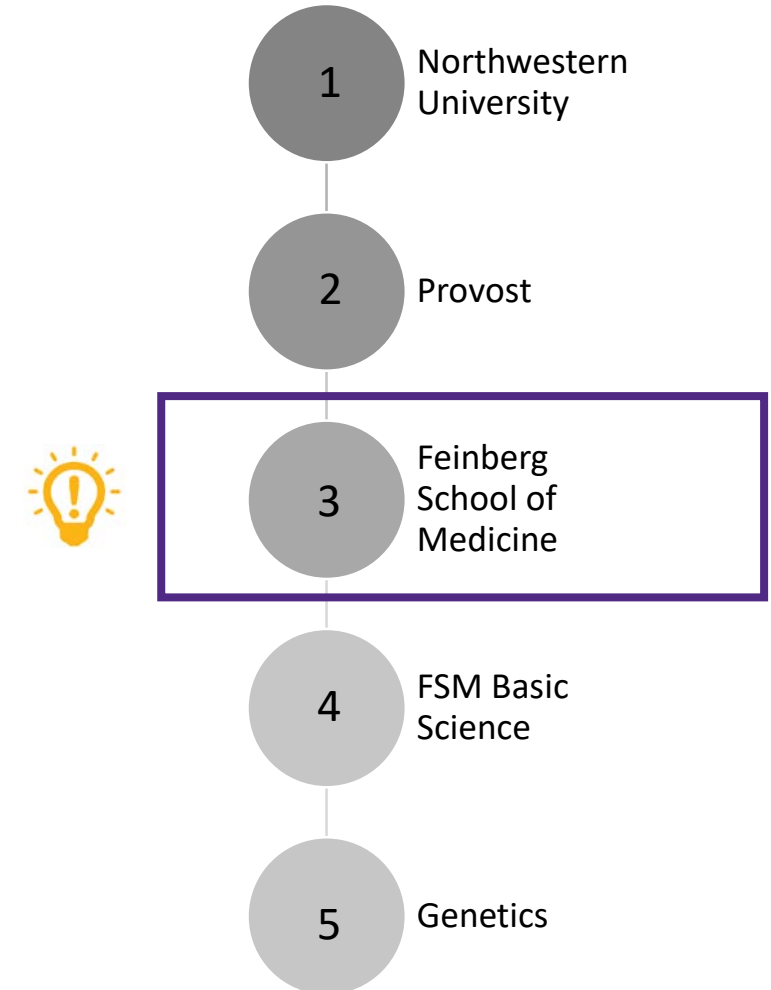 1
Northwestern
University
2
Provost
3
Feinberg
School of
Medicine
4
FSM Basic
Science
5
Genetics